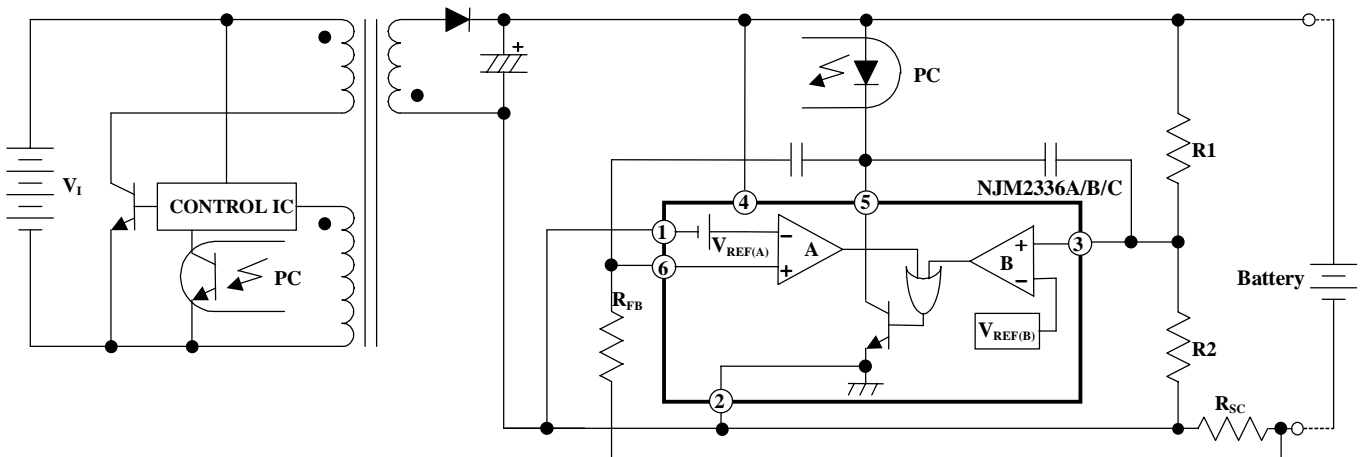 +
PC
R1
V_I
CONTROL IC
NJM2336A/B/C
4
5
1
V_REF(A)
−
A
+
B
3
6
+
−
Battery
PC
R_FB
V_REF(B)
R2
2
R_SC